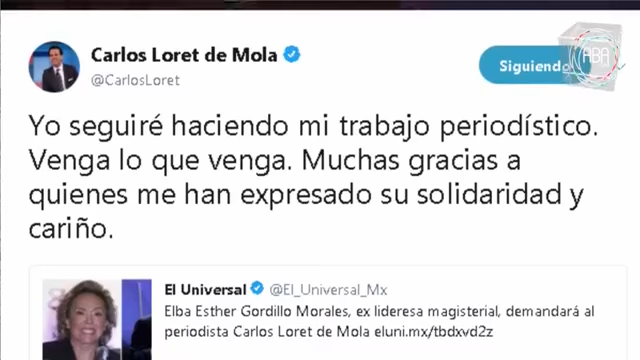 Carlos Loret de Mola
@CarlosLoret
Siguiendo
ABA
Yo seguiré haciendo mi trabajo periodístico.
Venga lo que venga. Muchas gracias a
quienes me han expresado su solidaridad y
cariño.
El Universal @El_Universal_Mx
Elba Esther Gordillo Morales, ex lideresa magisterial, demandará al
periodista Carlos Loret de Mola eluni.mx/tbdxvd2z